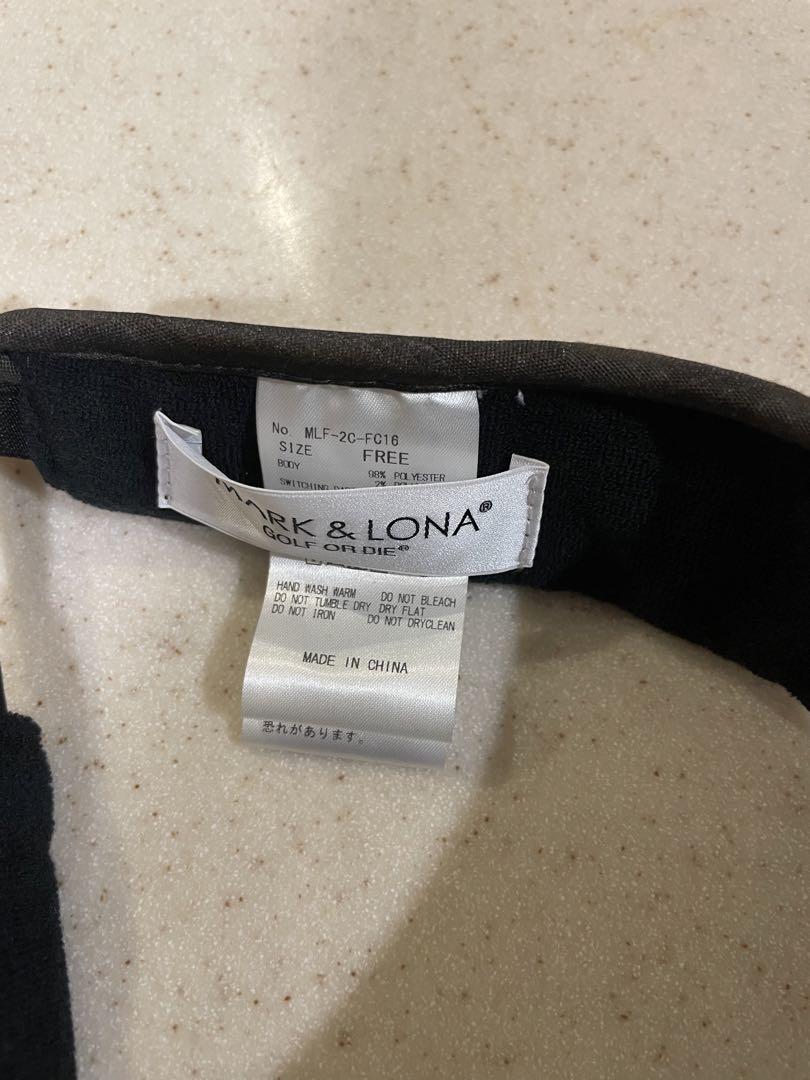 No. MLF-2C-FC16
SIZE FREE
BODY 98% POLYESTER
SWITCHING 2%
MARK & LONA®
GOLF OR DIE®
HAND WASH WARM DO NOT BLEACH
DO NOT TUMBLE DRY DRY FLAT
DO NOT IRON DO NOT DRYCLEAN
MADE IN CHINA
恐れがあります。